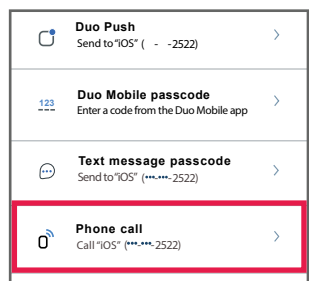 Duo Push
Send to "iOS" ( - -2522)
123
Duo Mobile passcode
Enter a code from the Duo Mobile app
Text message passcode
Send to "iOS" (•••-•••-2522)
Phone call
Call "iOS" (•••-•••-2522)